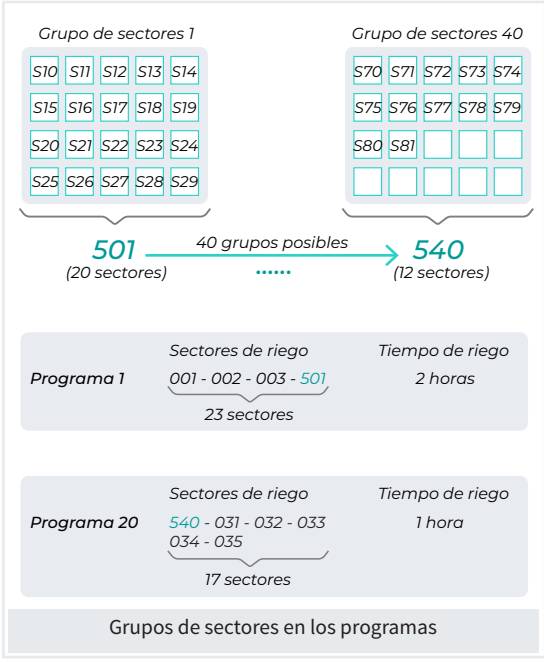 Grupo de sectores 1
Grupo de sectores 40
S10 S11 S12 S13 S14
S15 S16 S17 S18 S19
S20 S21 S22 S23 S24
S25 S26 S27 S28 S29
S70 S71 S72 S73 S74
S75 S76 S77 S78 S79
S80 S81
501
40 grupos posibles
540
(20 sectores)
......
(12 sectores)
Sectores de riego
Tiempo de riego
Programa 1
001 - 002 - 003 - 501
2 horas
23 sectores
Sectores de riego
Tiempo de riego
Programa 20
540 - 031 - 032 - 033
1 hora
034 - 035
17 sectores
Grupos de sectores en los programas